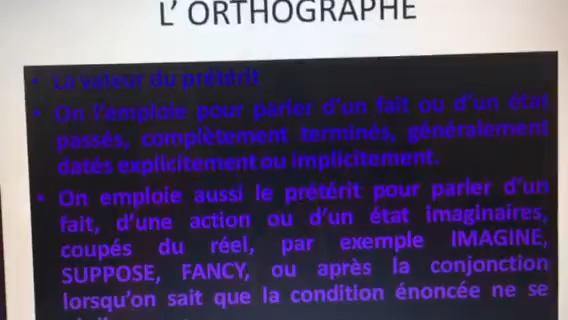 L' ORTHOGRAPHE
• La valeur du prétérit
• On l'emploie pour parler d'un fait ou d'un état
passés, complètement terminés, généralement
datés explicitement ou implicitement.
• On emploie aussi le prétérit pour parler d'un
fait, d'une action ou d'un état imaginaires,
coupés du réel, par exemple IMAGINE,
SUPPOSE, FANCY, ou après la conjonction
lorsqu'on sait que la condition énoncée ne se